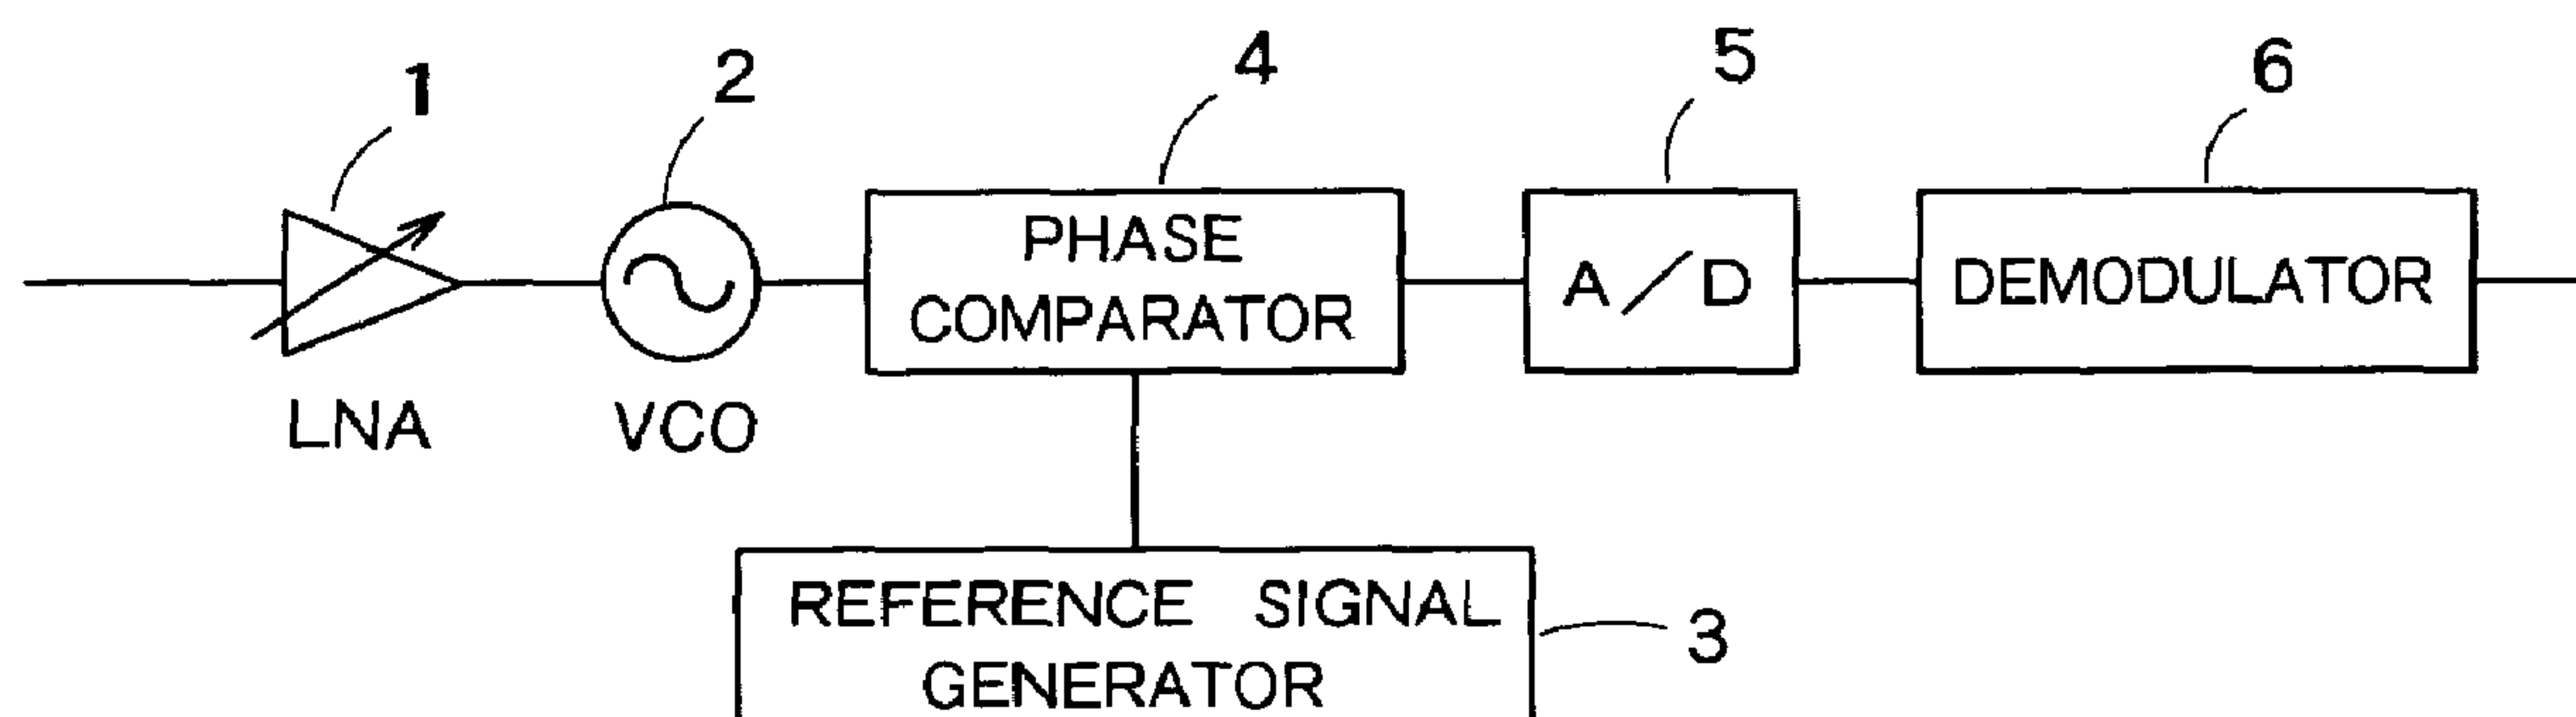 1
2
4
5
6
PHASE
COMPARATOR
A/D
DEMODULATOR
LNA
VCO
REFERENCE SIGNAL
GENERATOR
3